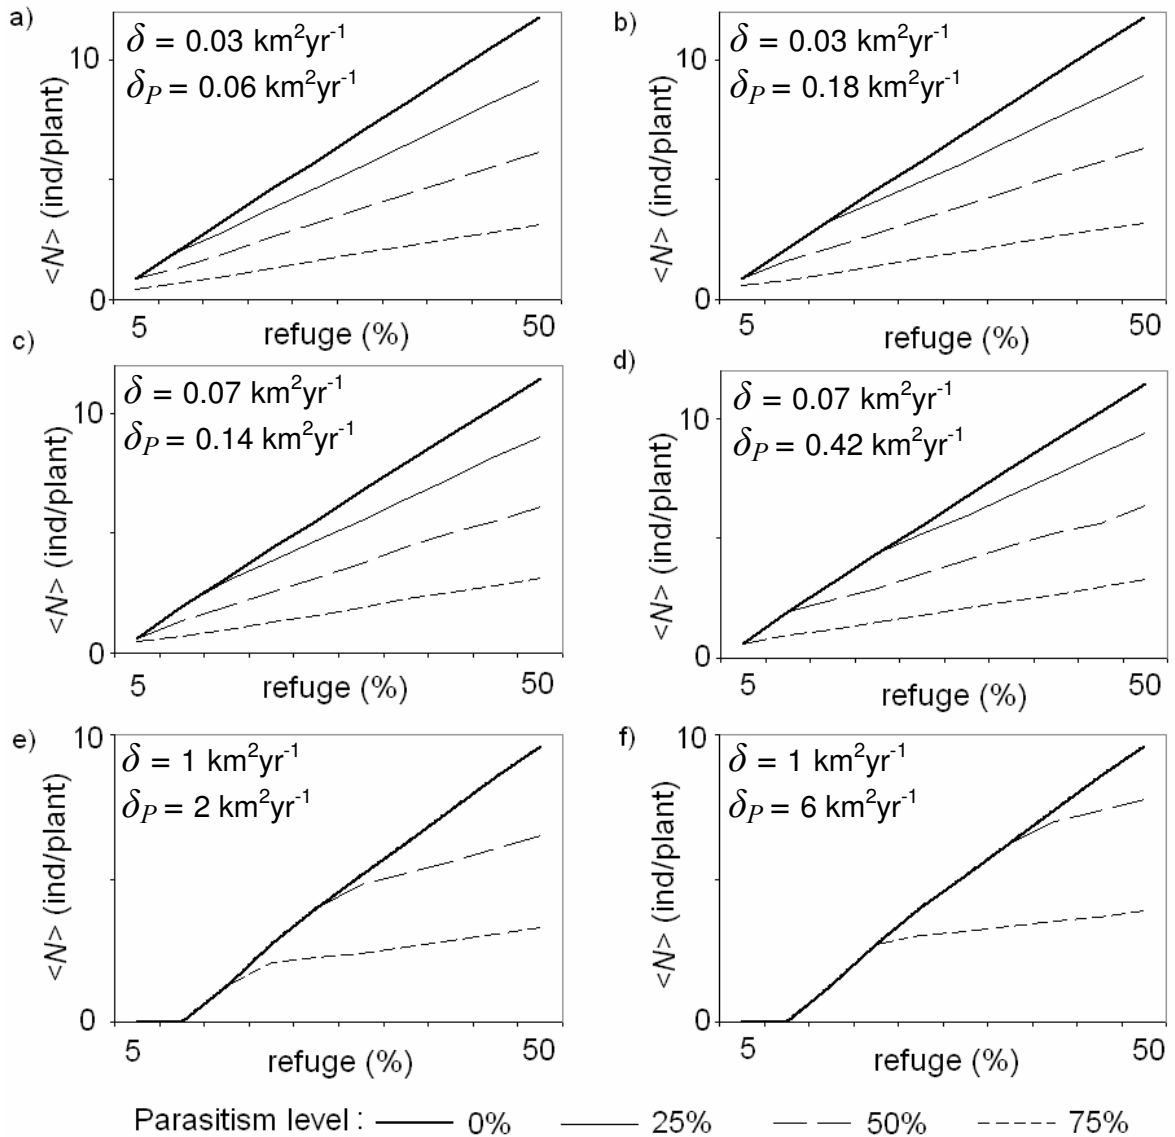 a)
δ = 0.03 km²yr⁻¹
δP = 0.06 km²yr⁻¹
10
0
<N> (ind/plant)
5
refuge (%)
50
b)
δ = 0.03 km²yr⁻¹
δP = 0.18 km²yr⁻¹
10
0
<N> (ind/plant)
5
refuge (%)
50
c)
δ = 0.07 km²yr⁻¹
δP = 0.14 km²yr⁻¹
10
0
<N> (ind/plant)
5
refuge (%)
50
d)
δ = 0.07 km²yr⁻¹
δP = 0.42 km²yr⁻¹
10
0
<N> (ind/plant)
5
refuge (%)
50
e)
δ = 1 km²yr⁻¹
δP = 2 km²yr⁻¹
10
0
<N> (ind/plant)
5
refuge (%)
50
f)
δ = 1 km²yr⁻¹
δP = 6 km²yr⁻¹
10
0
<N> (ind/plant)
5
refuge (%)
50
Parasitism level : 0% 25% 50% 75%